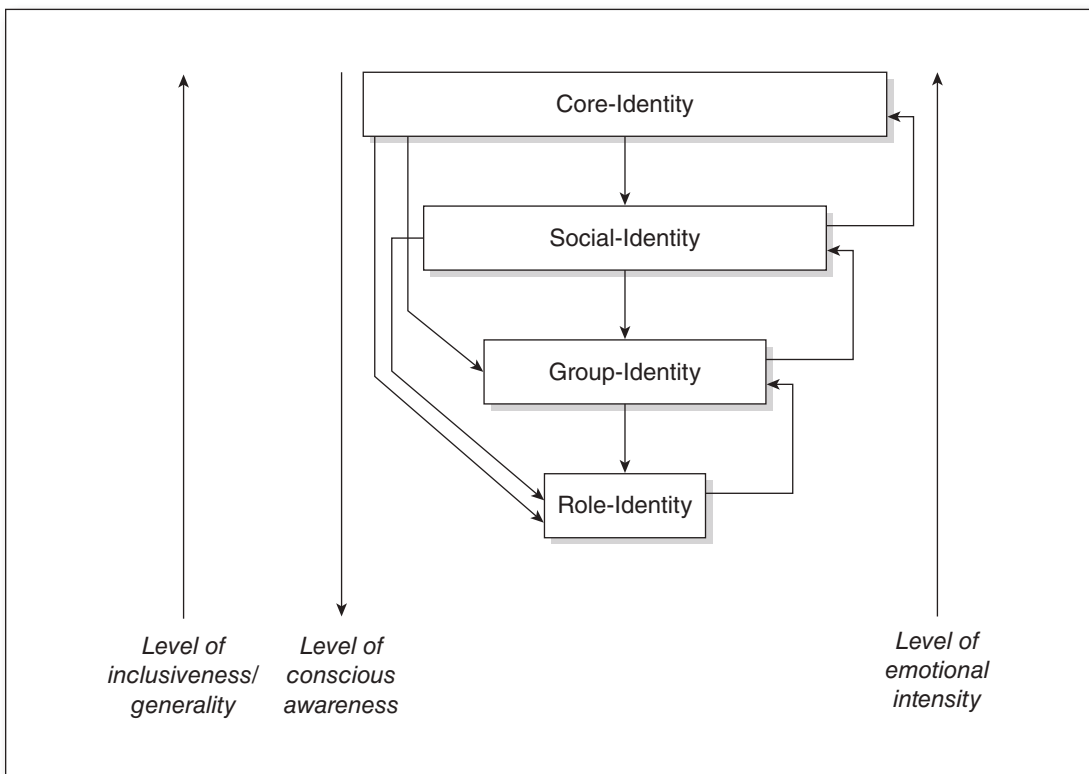 Core-Identity
Social-Identity
Group-Identity
Role-Identity
Level of
inclusiveness/
generality
Level of
conscious
awareness
Level of
emotional
intensity